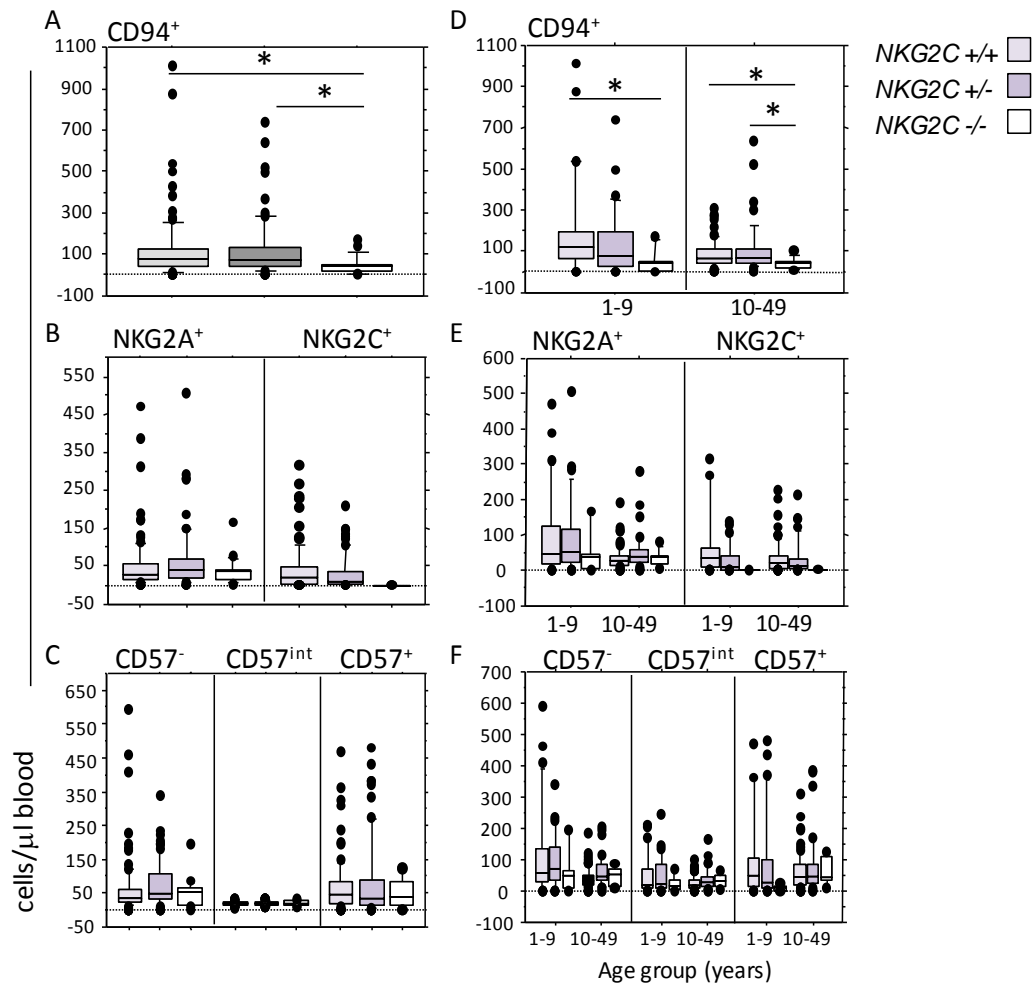 A
CD94+
1100
900
700
500
300
100
-100
*
*
D
CD94+
1100
900
700
500
300
100
-100
*
*
*
1-9 10-49
NKG2C +/+
NKG2C +/-
NKG2C -/-
B
NKG2A+ NKG2C+
550
450
350
250
150
50
-50
E
NKG2A+ NKG2C+
600
500
400
300
200
100
0
-100
1-9 10-49 1-9 10-49
C
CD57- CD57int CD57+
650
550
450
350
250
150
50
-50
cells/μl blood
F
CD57- CD57int CD57+
700
600
500
400
300
200
100
0
-100
1-9 10-49 1-9 10-49 1-9 10-49
Age group (years)